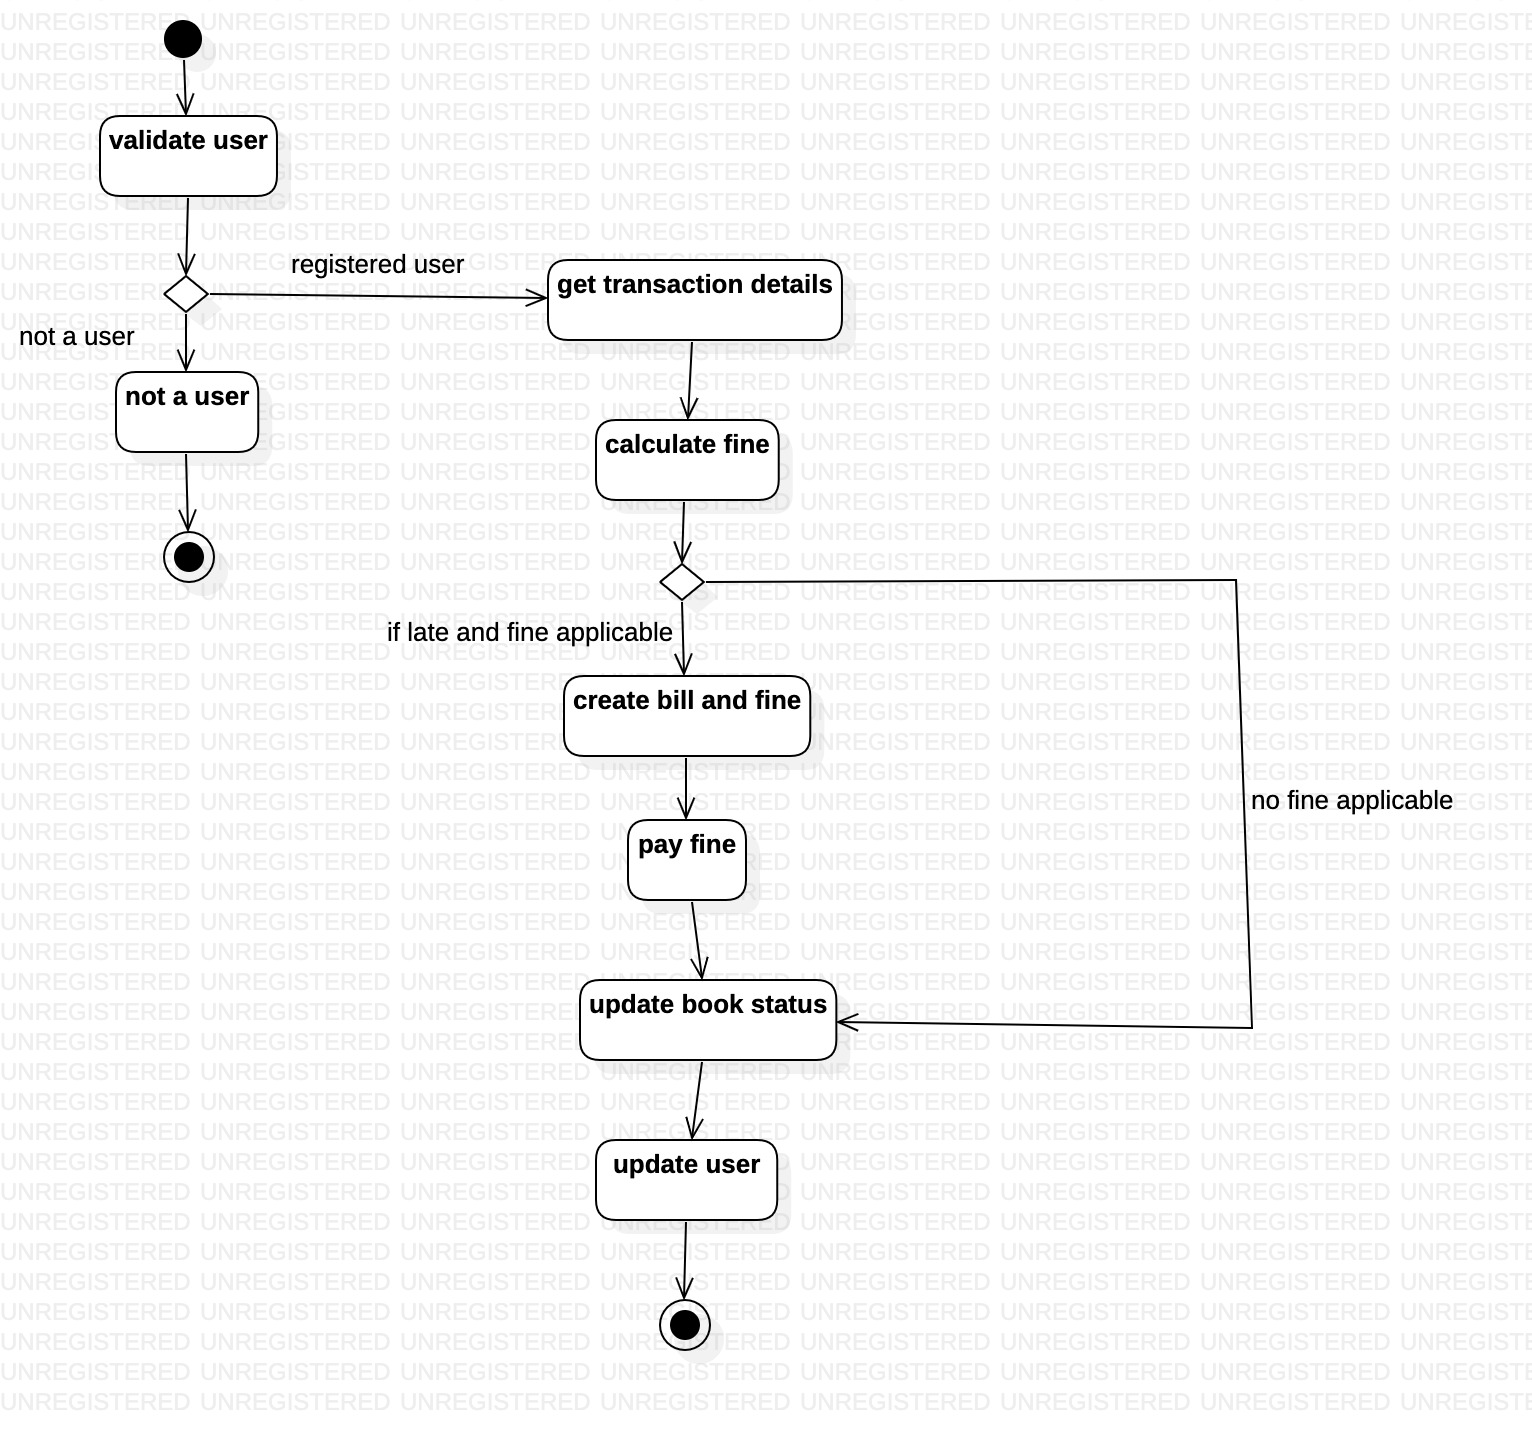 validate user
registered user
get transaction details
not a user
not a user
calculate fine
if late and fine applicable
create bill and fine
no fine applicable
pay fine
update book status
update user
UNREGISTERED